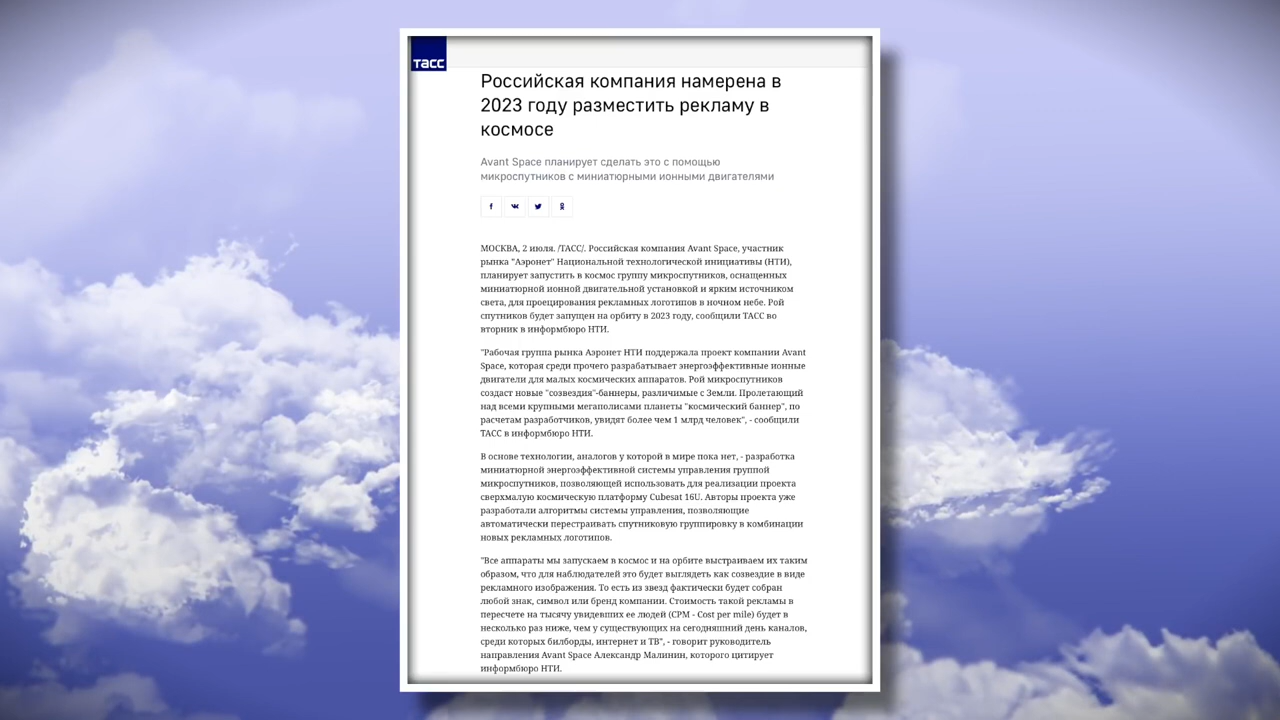 тасс
Российская компания намерена в
2023 году разместить рекламу в
космосе
Avant Space планирует сделать это с помощью
микроспутников с миниатюрными ионными двигателями
МОСКВА, 2 июля. /ТАСС/. Российская компания Avant Space, участник
рынка "Аэронет" Национальной технологической инициативы (НТИ),
планирует запустить в космос группу микроспутников, оснащенных
миниатюрной ионной двигательной установкой и ярким источником
света, для проецирования рекламных логотипов в ночном небе. Рой
спутников будет запущен на орбиту в 2023 году, сообщили ТАСС во
вторник в информбюро НТИ.
"Рабочая группа рынка Аэронет НТИ поддержала проект компании Avant
Space, которая среди прочего разрабатывает энергоэффективные ионные
двигатели для малых космических аппаратов. Рой микроспутников
создаст новые "созвездия"-баннеры, различимые с Земли. Пролетающий
над всеми крупными мегаполисами планеты "космический баннер", по
расчетам разработчиков, увидят более чем 1 млрд человек", - сообщили
ТАСС в информбюро НТИ.
В основе технологии, аналогов у которой в мире пока нет, - разработка
миниатюрной энергоэффективной системы управления группой
микроспутников, позволяющей использовать для реализации проекта
сверхмалую космическую платформу Cubesat 16U. Авторы проекта уже
разработали алгоритмы системы управления, позволяющие
автоматически перестраивать спутниковую группировку в комбинации
новых рекламных логотипов.
"Все аппараты мы запускаем в космос и на орбите выстраиваем их таким
образом, что для наблюдателей это будет выглядеть как созвездие в виде
рекламного изображения. То есть из звезд фактически будет собран
любой знак, символ или бренд компании. Стоимость такой рекламы в
пересчете на тысячу увидевших ее людей (CPM - Cost per mile) будет в
несколько раз ниже, чем у существующих на сегодняшний день каналов,
среди которых билборды, интернет и ТВ", - говорит руководитель
направления Avant Space Александр Малинин, которого цитирует
информбюро НТИ.